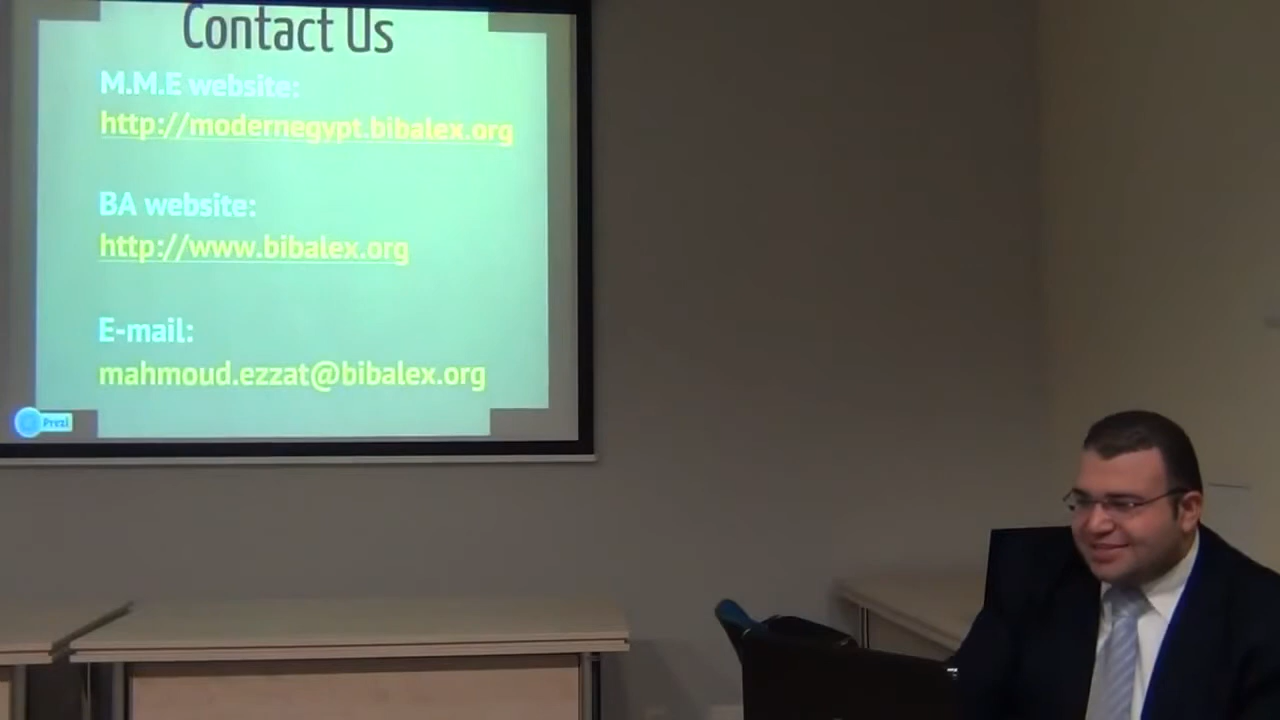 Contact Us
M.M.E website:
http://modernegypt.bibalex.org
BA website:
http://www.bibalex.org
E-mail:
mahmoud.ezzat@bibalex.org
Prezi